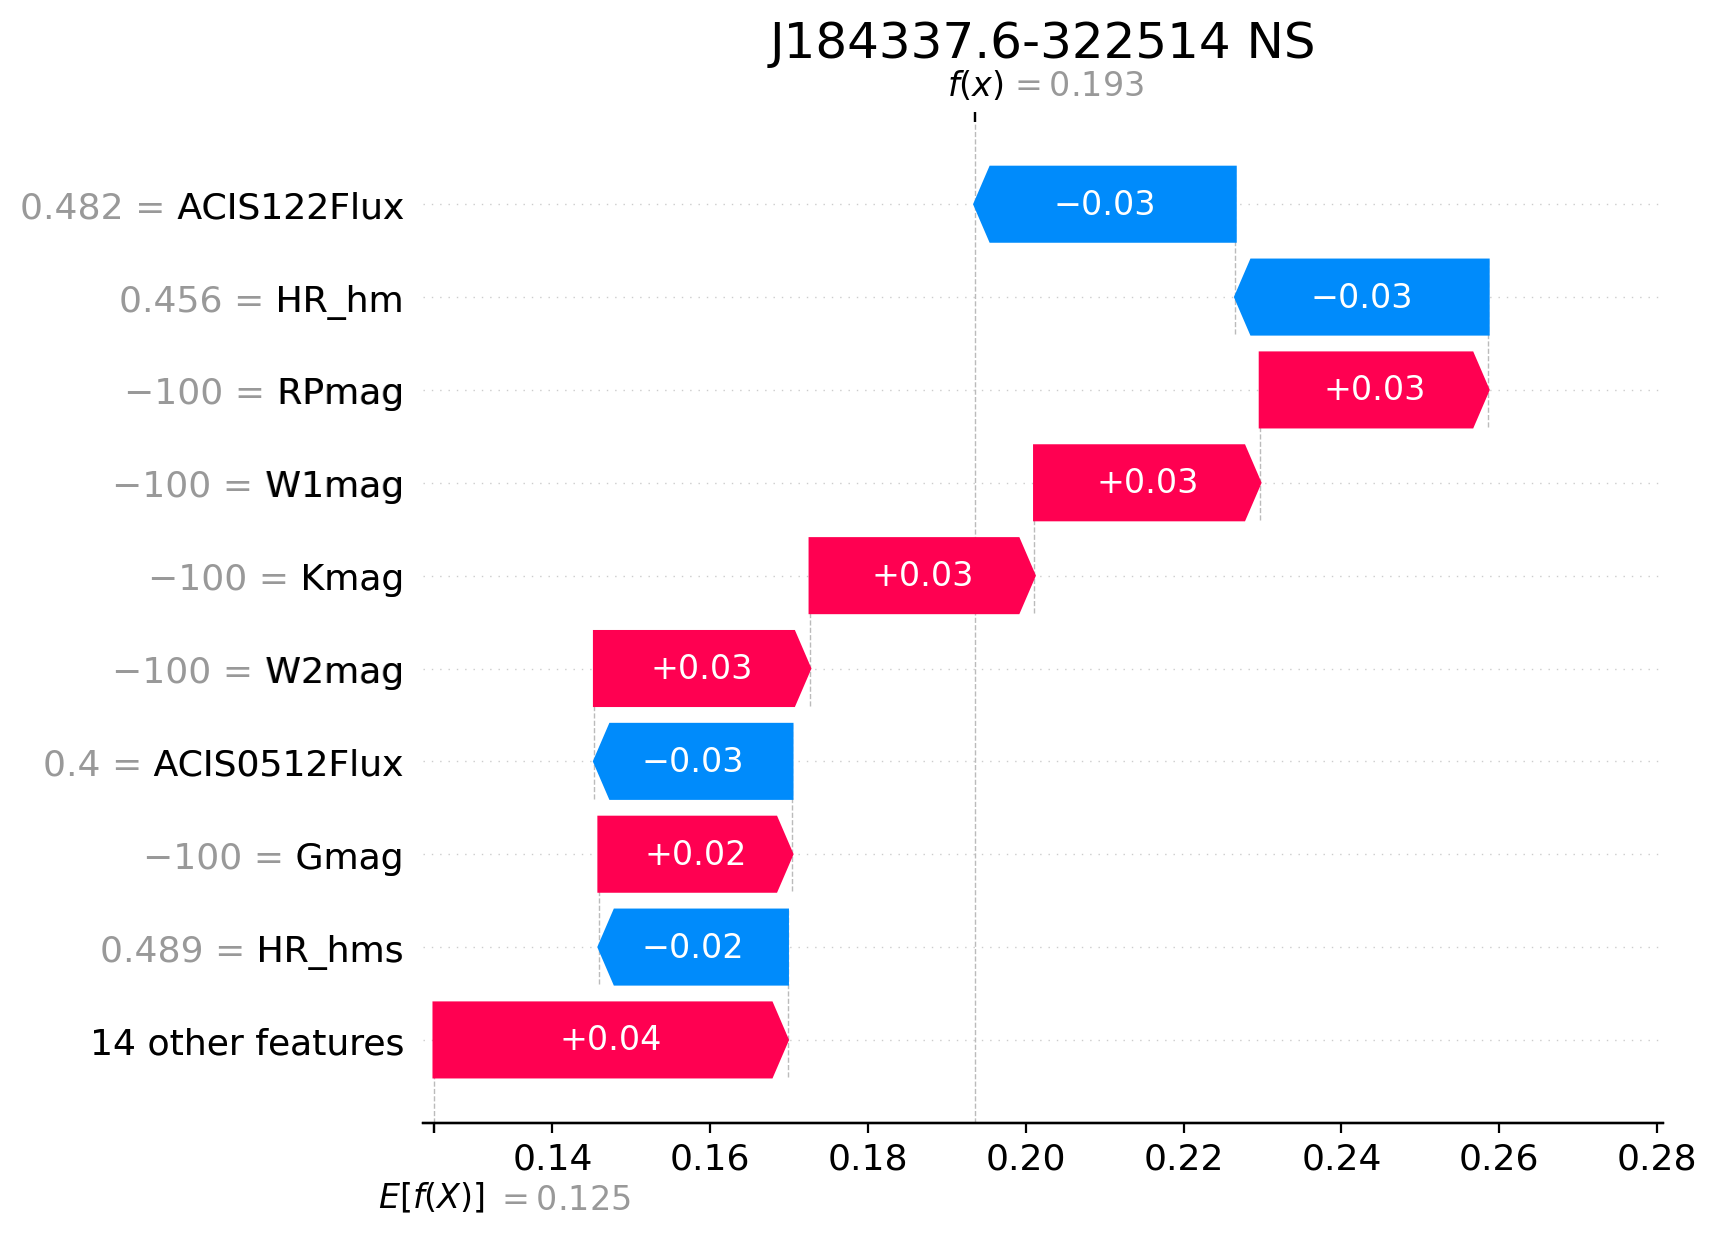 J184337.6-322514 NS
f(x) = 0.193
0.482 = ACIS122Flux
−0.03
0.456 = HR_hm
−0.03
−100 = RPmag
+0.03
−100 = W1mag
+0.03
−100 = Kmag
+0.03
−100 = W2mag
+0.03
0.4 = ACIS0512Flux
−0.03
−100 = Gmag
+0.02
0.489 = HR_hms
−0.02
14 other features
+0.04
0.14 0.16 0.18 0.20 0.22 0.24 0.26 0.28
E[f(X)] = 0.125